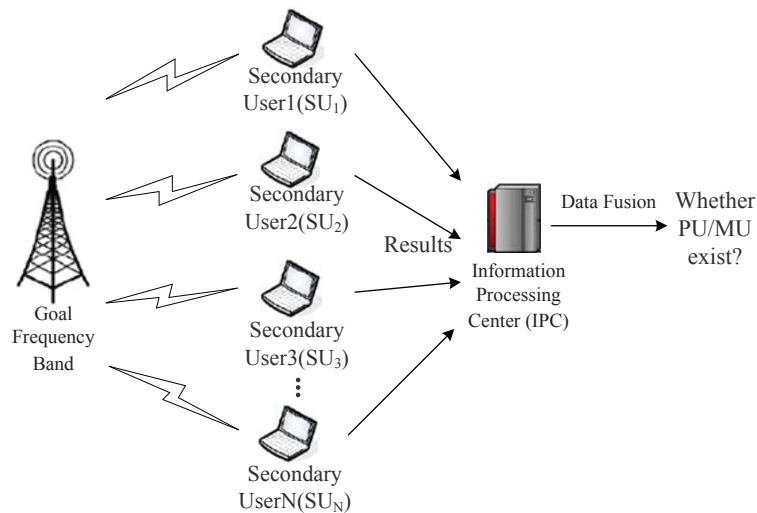 Secondary
User1(SU₁)
Secondary
User2(SU₂)
Secondary
User3(SU₃)
Secondary
UserN(SU_N)
Goal
Frequency
Band
Results
Information
Processing
Center (IPC)
Data Fusion
Whether
PU/MU
exist?